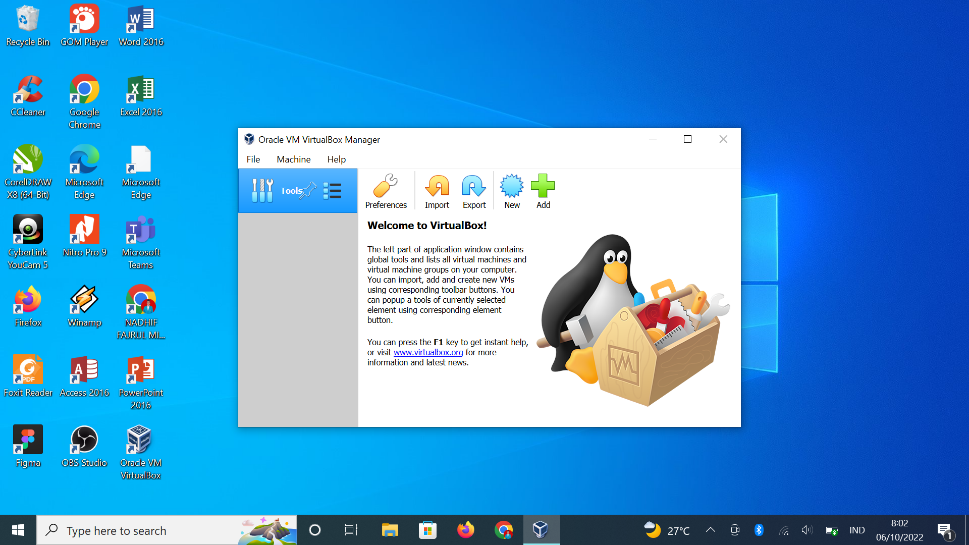 Recycle Bin
GOM Player
Word 2016
CCleaner
Google
Chrome
Excel 2016
CorelDRAW
X8 (64-Bit)
Microsoft
Edge
Microsoft
Edge
CyberLink
YouCam 5
Nitro Pro 9
Microsoft
Teams
Firefox
Winamp
NADHIF
FAJRUL MI...
Foxit Reader
Access 2016
PowerPoint
2016
Figma
OBS Studio
Oracle VM
VirtualBox
Oracle VM VirtualBox Manager
File Machine Help
Tools
Preferences Import Export New Add
Welcome to VirtualBox!
The left part of application window contains
global tools and lists all virtual machines and
virtual machine groups on your computer.
You can import, add and create new VMs
using corresponding toolbar buttons. You
can popup a tools of currently selected
element using corresponding element
button.
You can press the F1 key to get instant help,
or visit www.virtualbox.org for more
information and latest news.
Type here to search
27°C
IND
8:02
06/10/2022
1